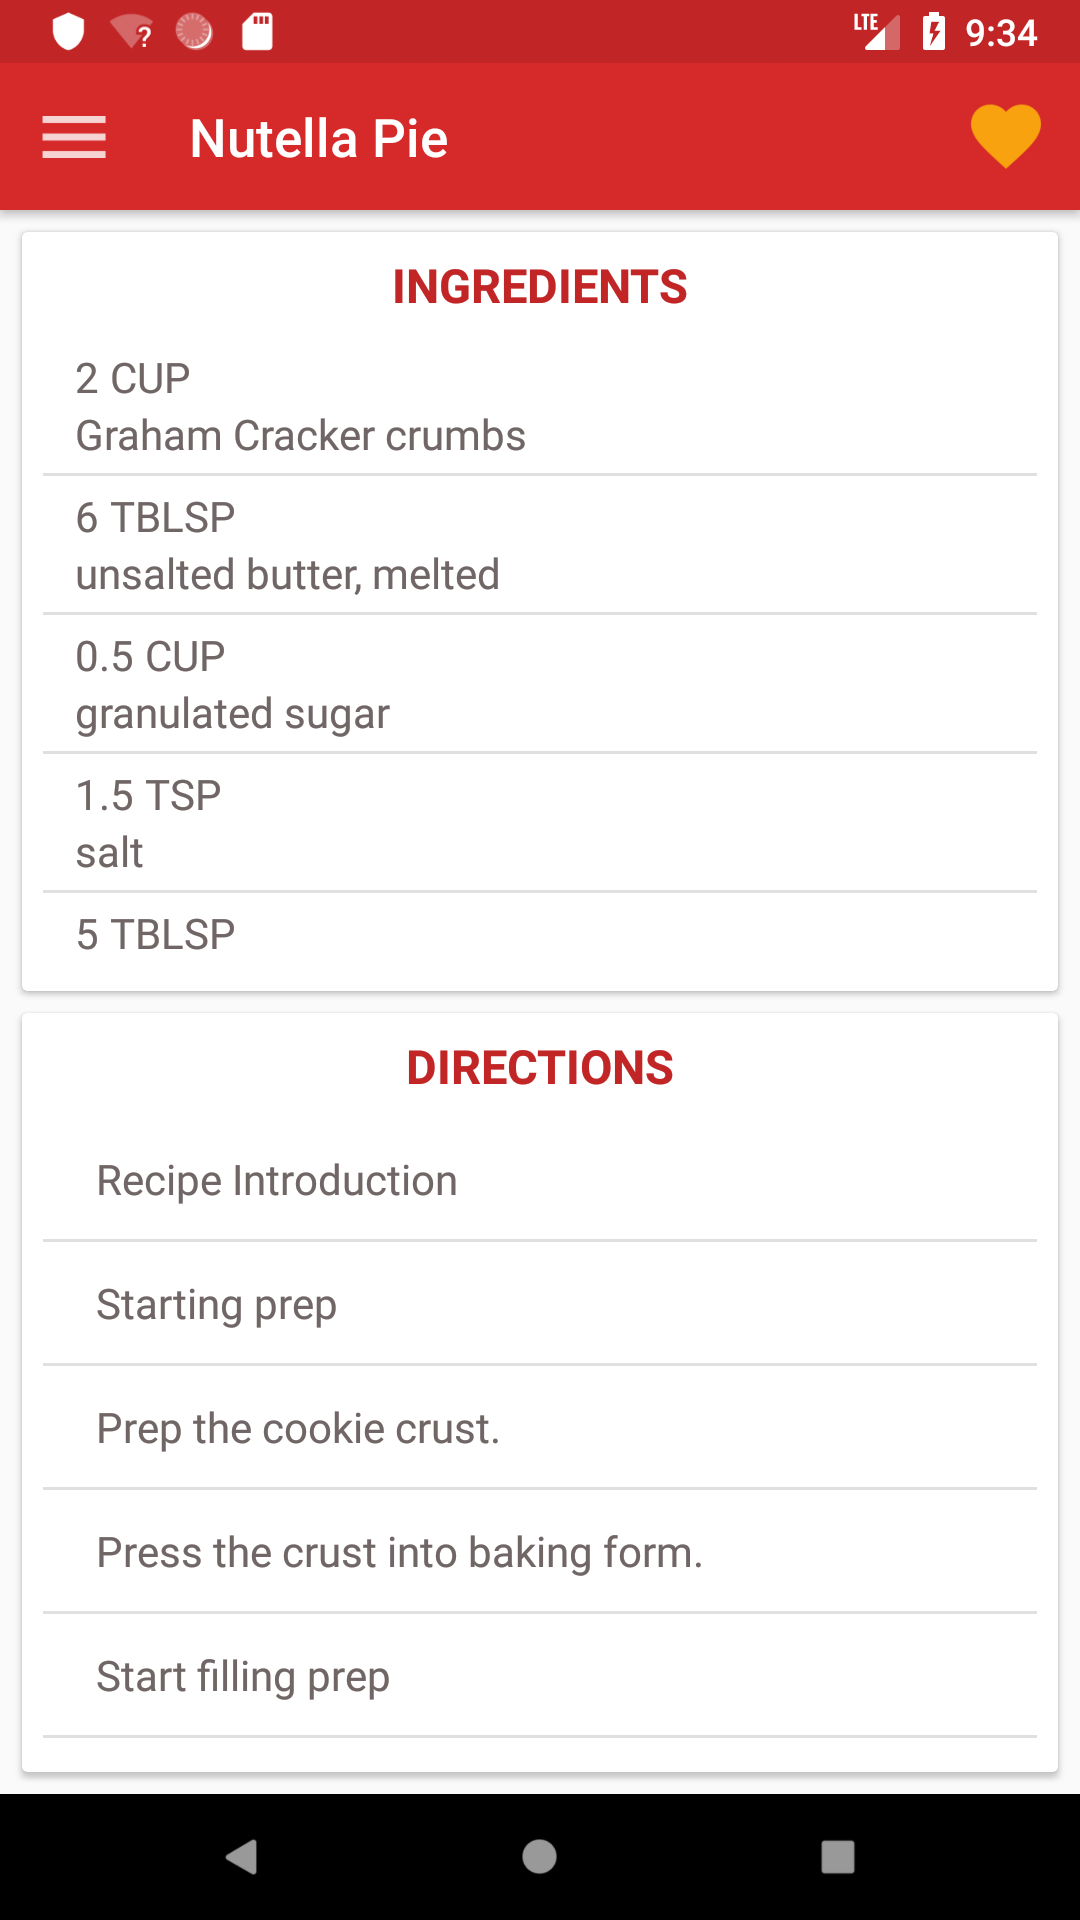 LTE 9:34
Nutella Pie
INGREDIENTS
2 CUP
Graham Cracker crumbs
6 TBLSP
unsalted butter, melted
0.5 CUP
granulated sugar
1.5 TSP
salt
5 TBLSP
DIRECTIONS
Recipe Introduction
Starting prep
Prep the cookie crust.
Press the crust into baking form.
Start filling prep